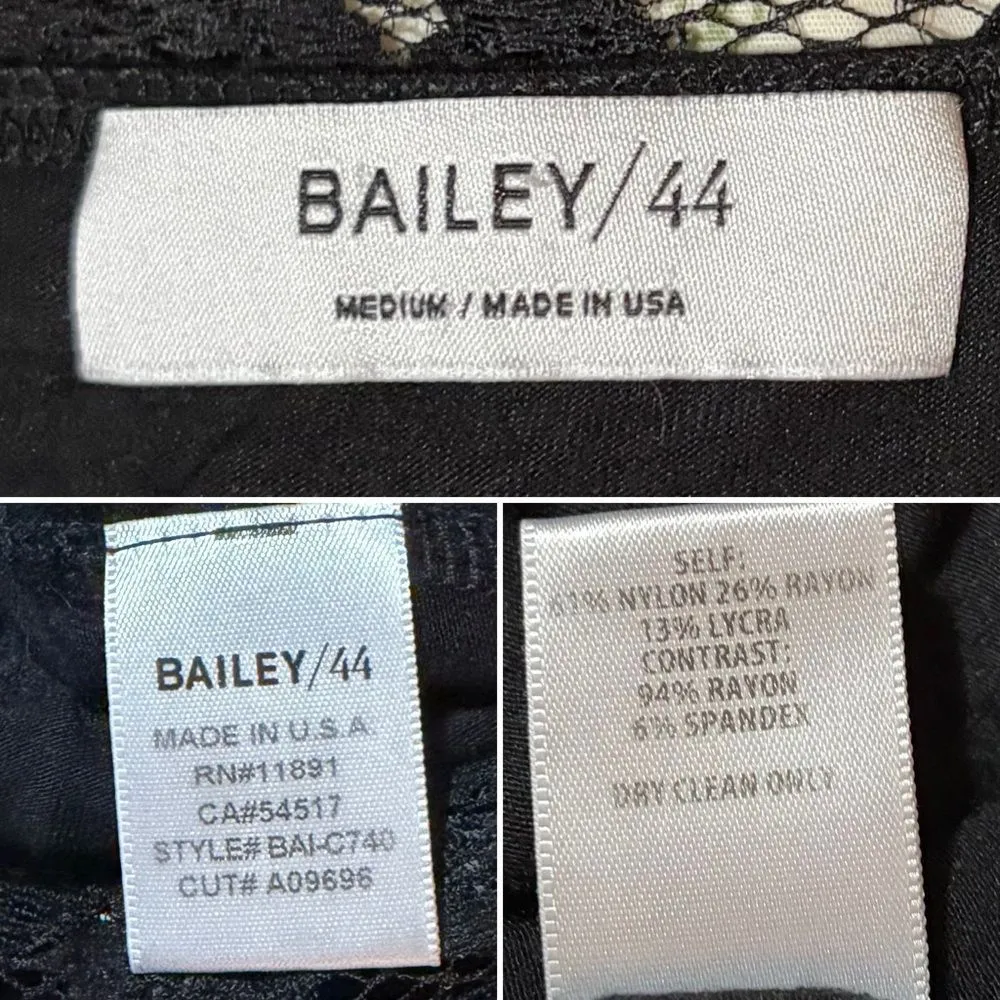 BAILEY/44
MEDIUM / MADE IN USA
BAILEY/44
MADE IN U.S.A
RN#11891
CA#54517
STYLE# BAI-C740
CUT# A09696
SELF:
61% NYLON 26% RAYON
13% LYCRA
CONTRAST:
94% RAYON
6% SPANDEX
DRY CLEAN ONLY